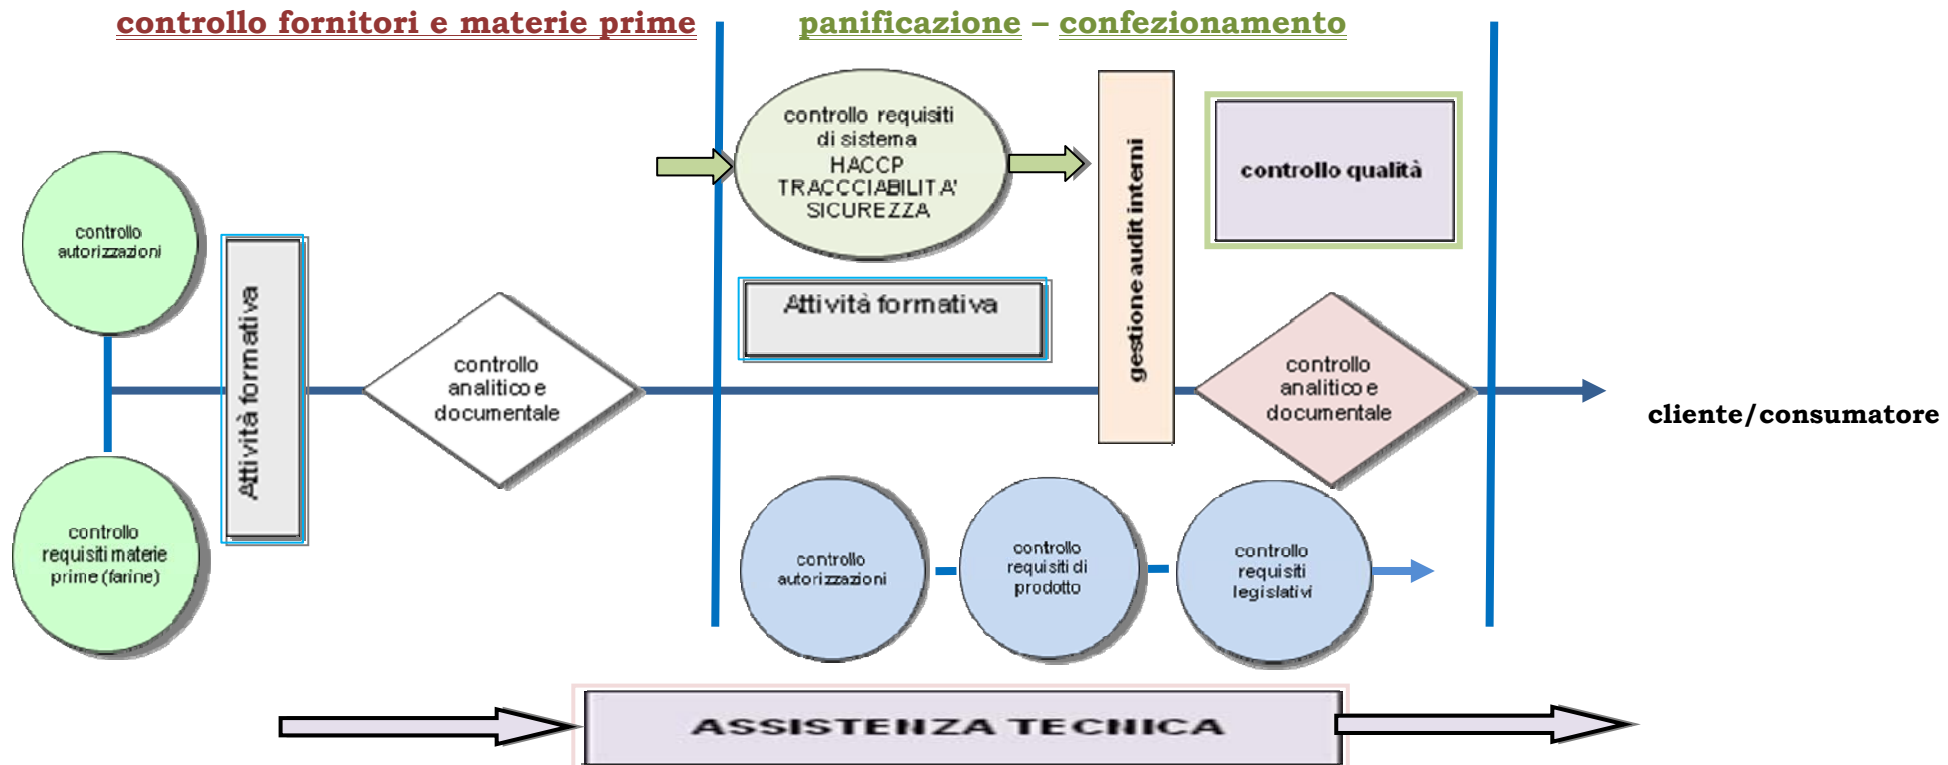 controllo fornitori e materie prime
panificazione – confezionamento
controllo
autorizzazioni
Attività formativa
controllo
requisiti materie
prime (farine)
controllo
analitico e
documentale
controllo requisiti
di sistema
HACCP
TRACCCIABILITA'
SICUREZZA
Attività formativa
gestione audit interni
controllo qualità
controllo
analitico e
documentale
cliente/consumatore
controllo
autorizzazioni
controllo
requisiti di
prodotto
controllo
requisiti
legislativi
ASSISTENZA TECNICA